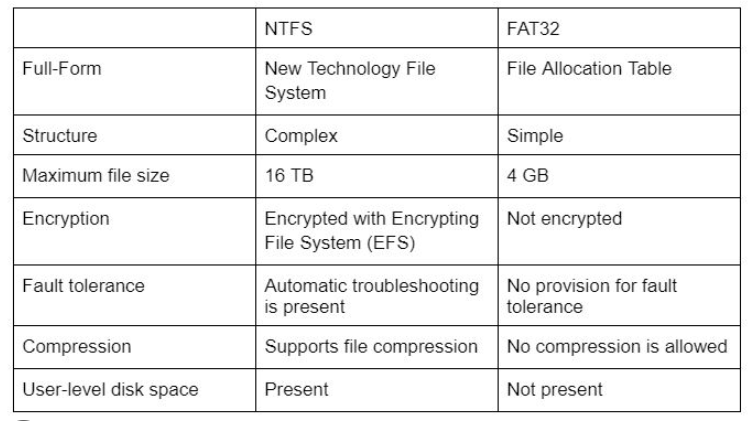 NTFS FAT32
Full-Form New Technology File File Allocation Table
System
Structure Complex Simple
Maximum file size 16 TB 4 GB
Encryption Encrypted with Encrypting Not encrypted
File System (EFS)
Fault tolerance Automatic troubleshooting No provision for fault
is present tolerance
Compression Supports file compression No compression is allowed
User-level disk space Present Not present